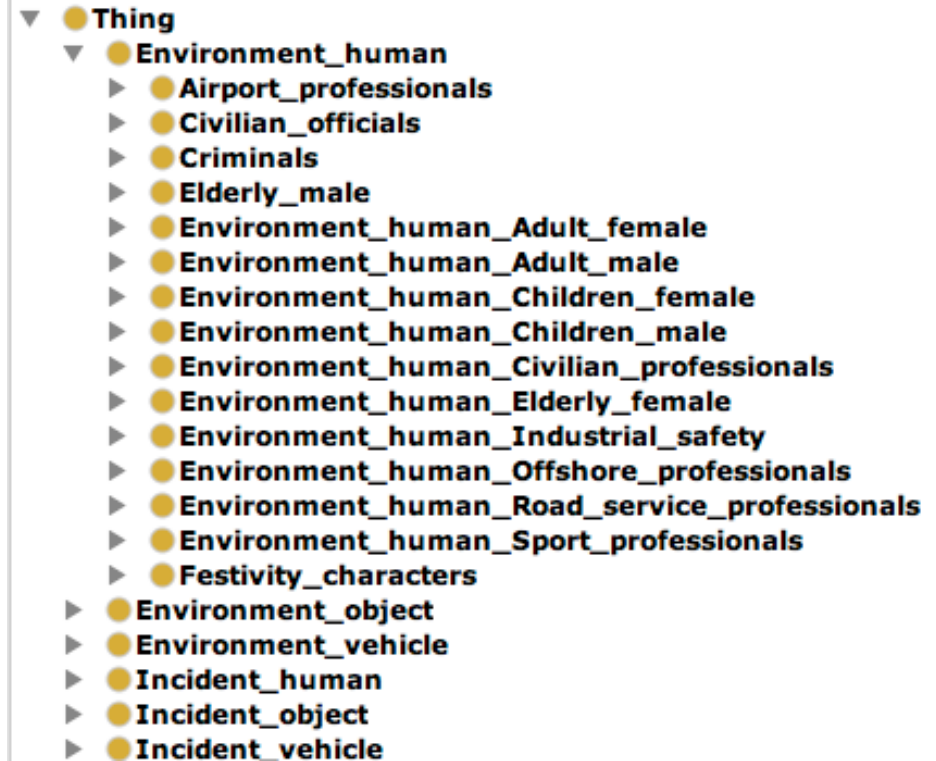 Thing
Environment_human
Airport_professionals
Civilian_officials
Criminals
Elderly_male
Environment_human_Adult_female
Environment_human_Adult_male
Environment_human_Children_female
Environment_human_Children_male
Environment_human_Civilian_professionals
Environment_human_Elderly_female
Environment_human_Industrial_safety
Environment_human_Offshore_professionals
Environment_human_Road_service_professionals
Environment_human_Sport_professionals
Festivity_characters
Environment_object
Environment_vehicle
Incident_human
Incident_object
Incident_vehicle